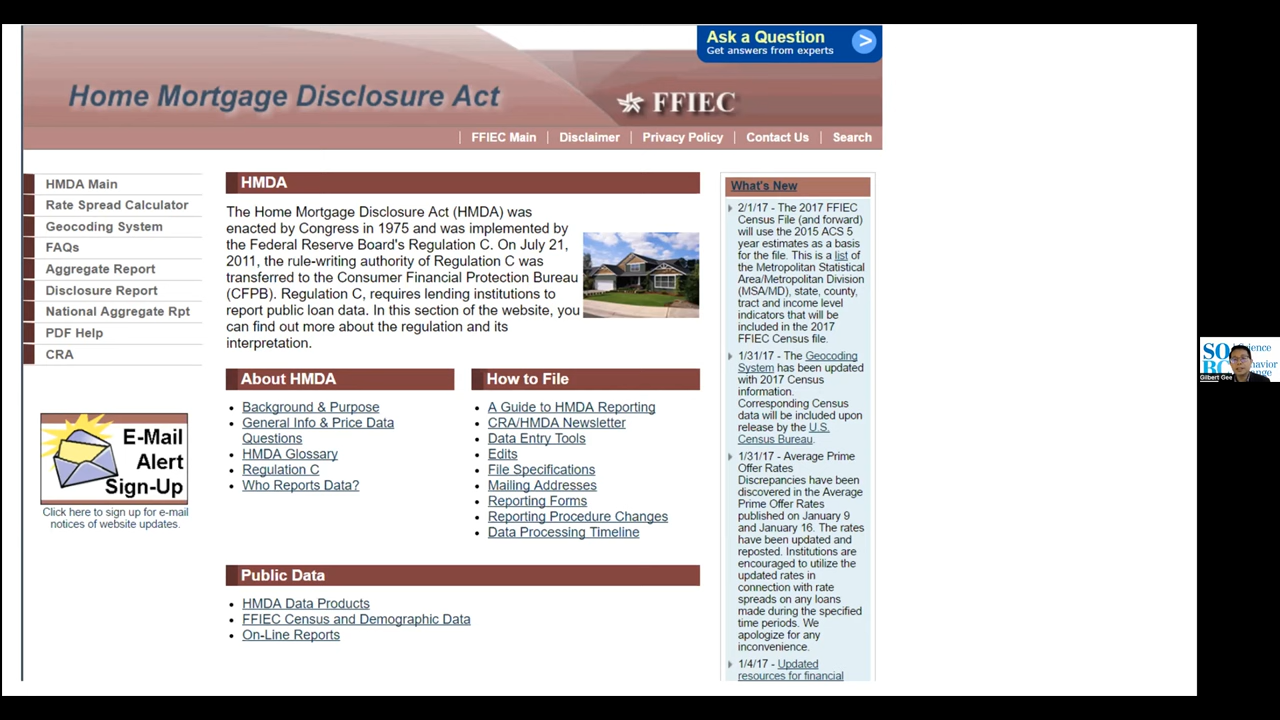 Ask a Question
Get answers from experts
>
Home Mortgage Disclosure Act
FFIEC
FFIEC Main
Disclaimer
Privacy Policy
Contact Us
Search
HMDA Main
Rate Spread Calculator
Geocoding System
FAQs
Aggregate Report
Disclosure Report
National Aggregate Rpt
PDF Help
CRA
E-Mail
Alert
Sign-Up
Click here to sign up for e-mail
notices of website updates.
HMDA
The Home Mortgage Disclosure Act (HMDA) was
enacted by Congress in 1975 and was implemented by
the Federal Reserve Board's Regulation C. On July 21,
2011, the rule-writing authority of Regulation C was
transferred to the Consumer Financial Protection Bureau
(CFPB). Regulation C, requires lending institutions to
report public loan data. In this section of the website, you
can find out more about the regulation and its
interpretation.
About HMDA
Background & Purpose
General Info & Price Data
Questions
HMDA Glossary
Regulation C
Who Reports Data?
How to File
A Guide to HMDA Reporting
CRA/HMDA Newsletter
Data Entry Tools
Edits
File Specifications
Mailing Addresses
Reporting Forms
Reporting Procedure Changes
Data Processing Timeline
Public Data
HMDA Data Products
FFIEC Census and Demographic Data
On-Line Reports
What's New
2/1/17 - The 2017 FFIEC
Census File (and forward)
will use the 2015 ACS 5
year estimates as a basis
for the file. This is a list of
the Metropolitan Statistical
Area/Metropolitan Division
(MSA/MD), state, county,
tract and income level
indicators that will be
included in the 2017
FFIEC Census file.
1/31/17 - The Geocoding
System has been updated
with 2017 Census
information.
Corresponding Census
data will be included upon
release by the U.S.
Census Bureau.
1/31/17 - Average Prime
Offer Rates
Discrepancies have been
discovered in the Average
Prime Offer Rates
published on January 9
and January 16. The rates
have been updated and
reposted. Institutions are
encouraged to utilize the
updated rates in
connection with rate
spreads on any loans
made during the specified
time periods. We
apologize for any
inconvenience.
1/4/17 - Updated
resources for financial
SO
Gilbert Gee